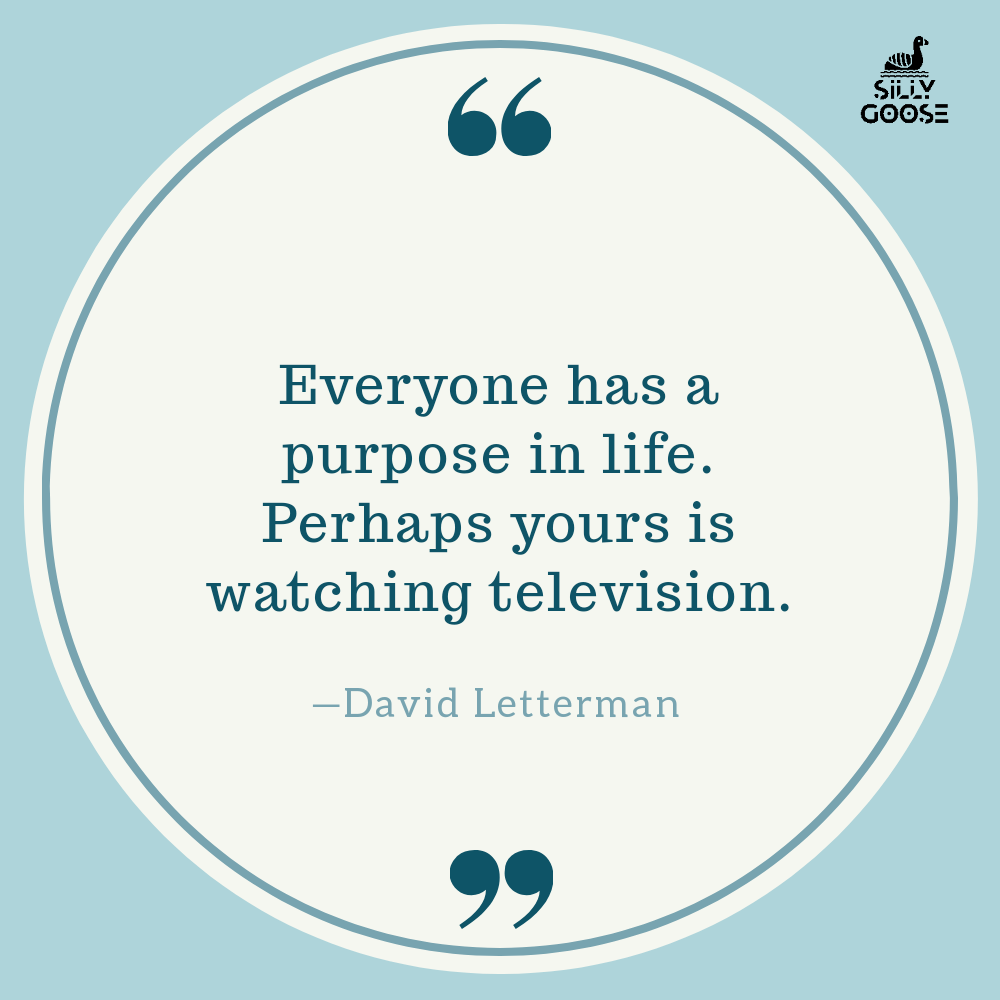 SiLLY
GOOSE
“
Everyone has a
purpose in life.
Perhaps yours is
watching television.
—David Letterman
”